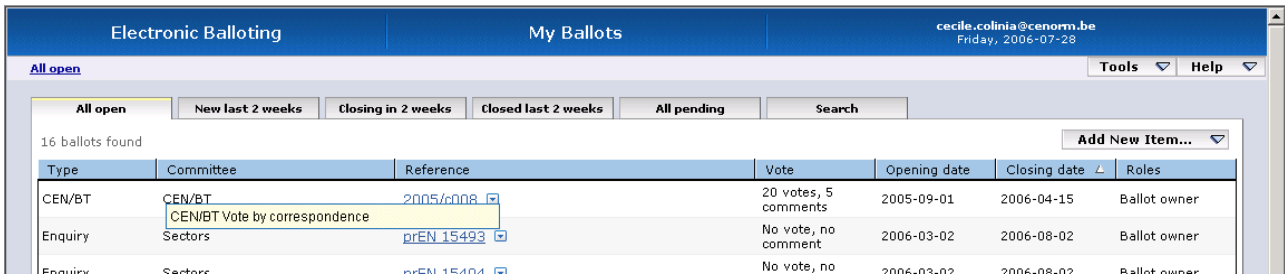 Electronic Balloting My Ballots cecile.colinia@cenorm.be
Friday, 2006-07-28
All open Tools Help
All open New last 2 weeks Closing in 2 weeks Closed last 2 weeks All pending Search
16 ballots found Add New Item...
Type Committee Reference Vote Opening date Closing date Roles
CEN/BT CEN/BT 2005/c008 20 votes, 5 comments 2005-09-01 2006-04-15 Ballot owner
CEN/BT Vote by correspondence
Enquiry Sectors prEN 15493 No vote, no comment 2006-03-02 2006-08-02 Ballot owner
Enquiry Sectors prEN 15494 No vote, no 2006-03-02 2006-08-02 Ballot owner